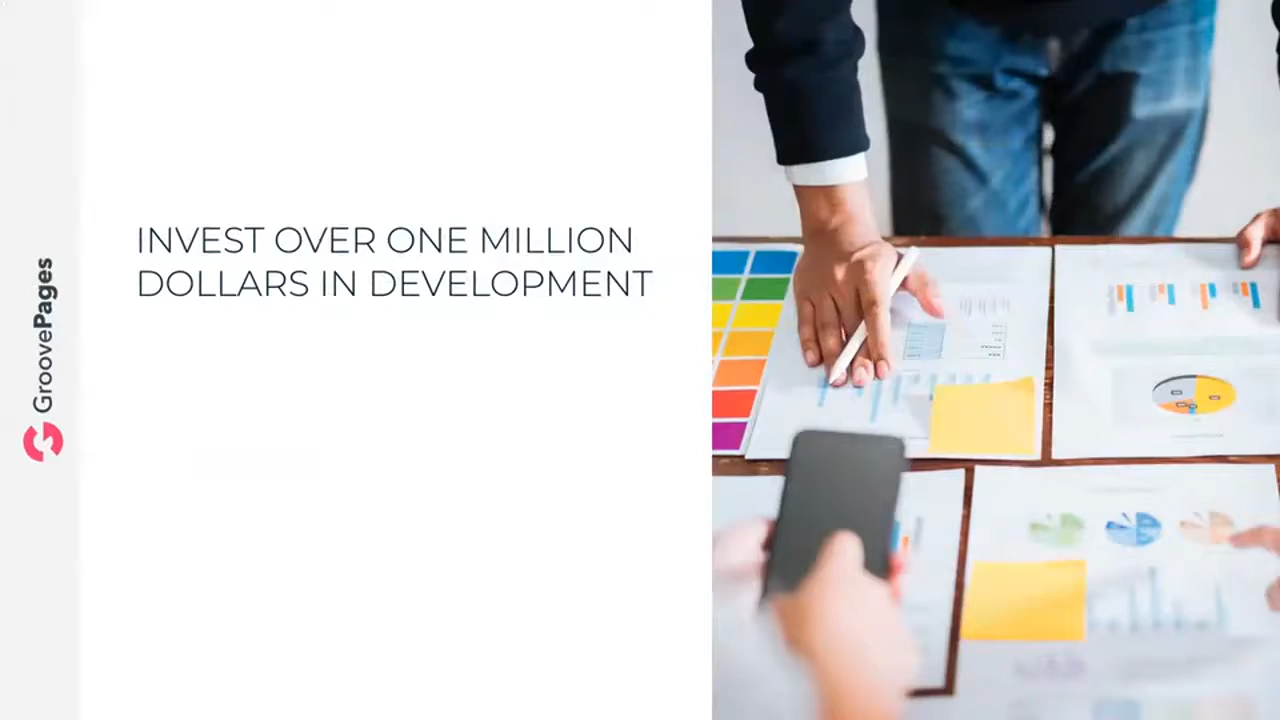 INVEST OVER ONE MILLION
DOLLARS IN DEVELOPMENT
GroovePages